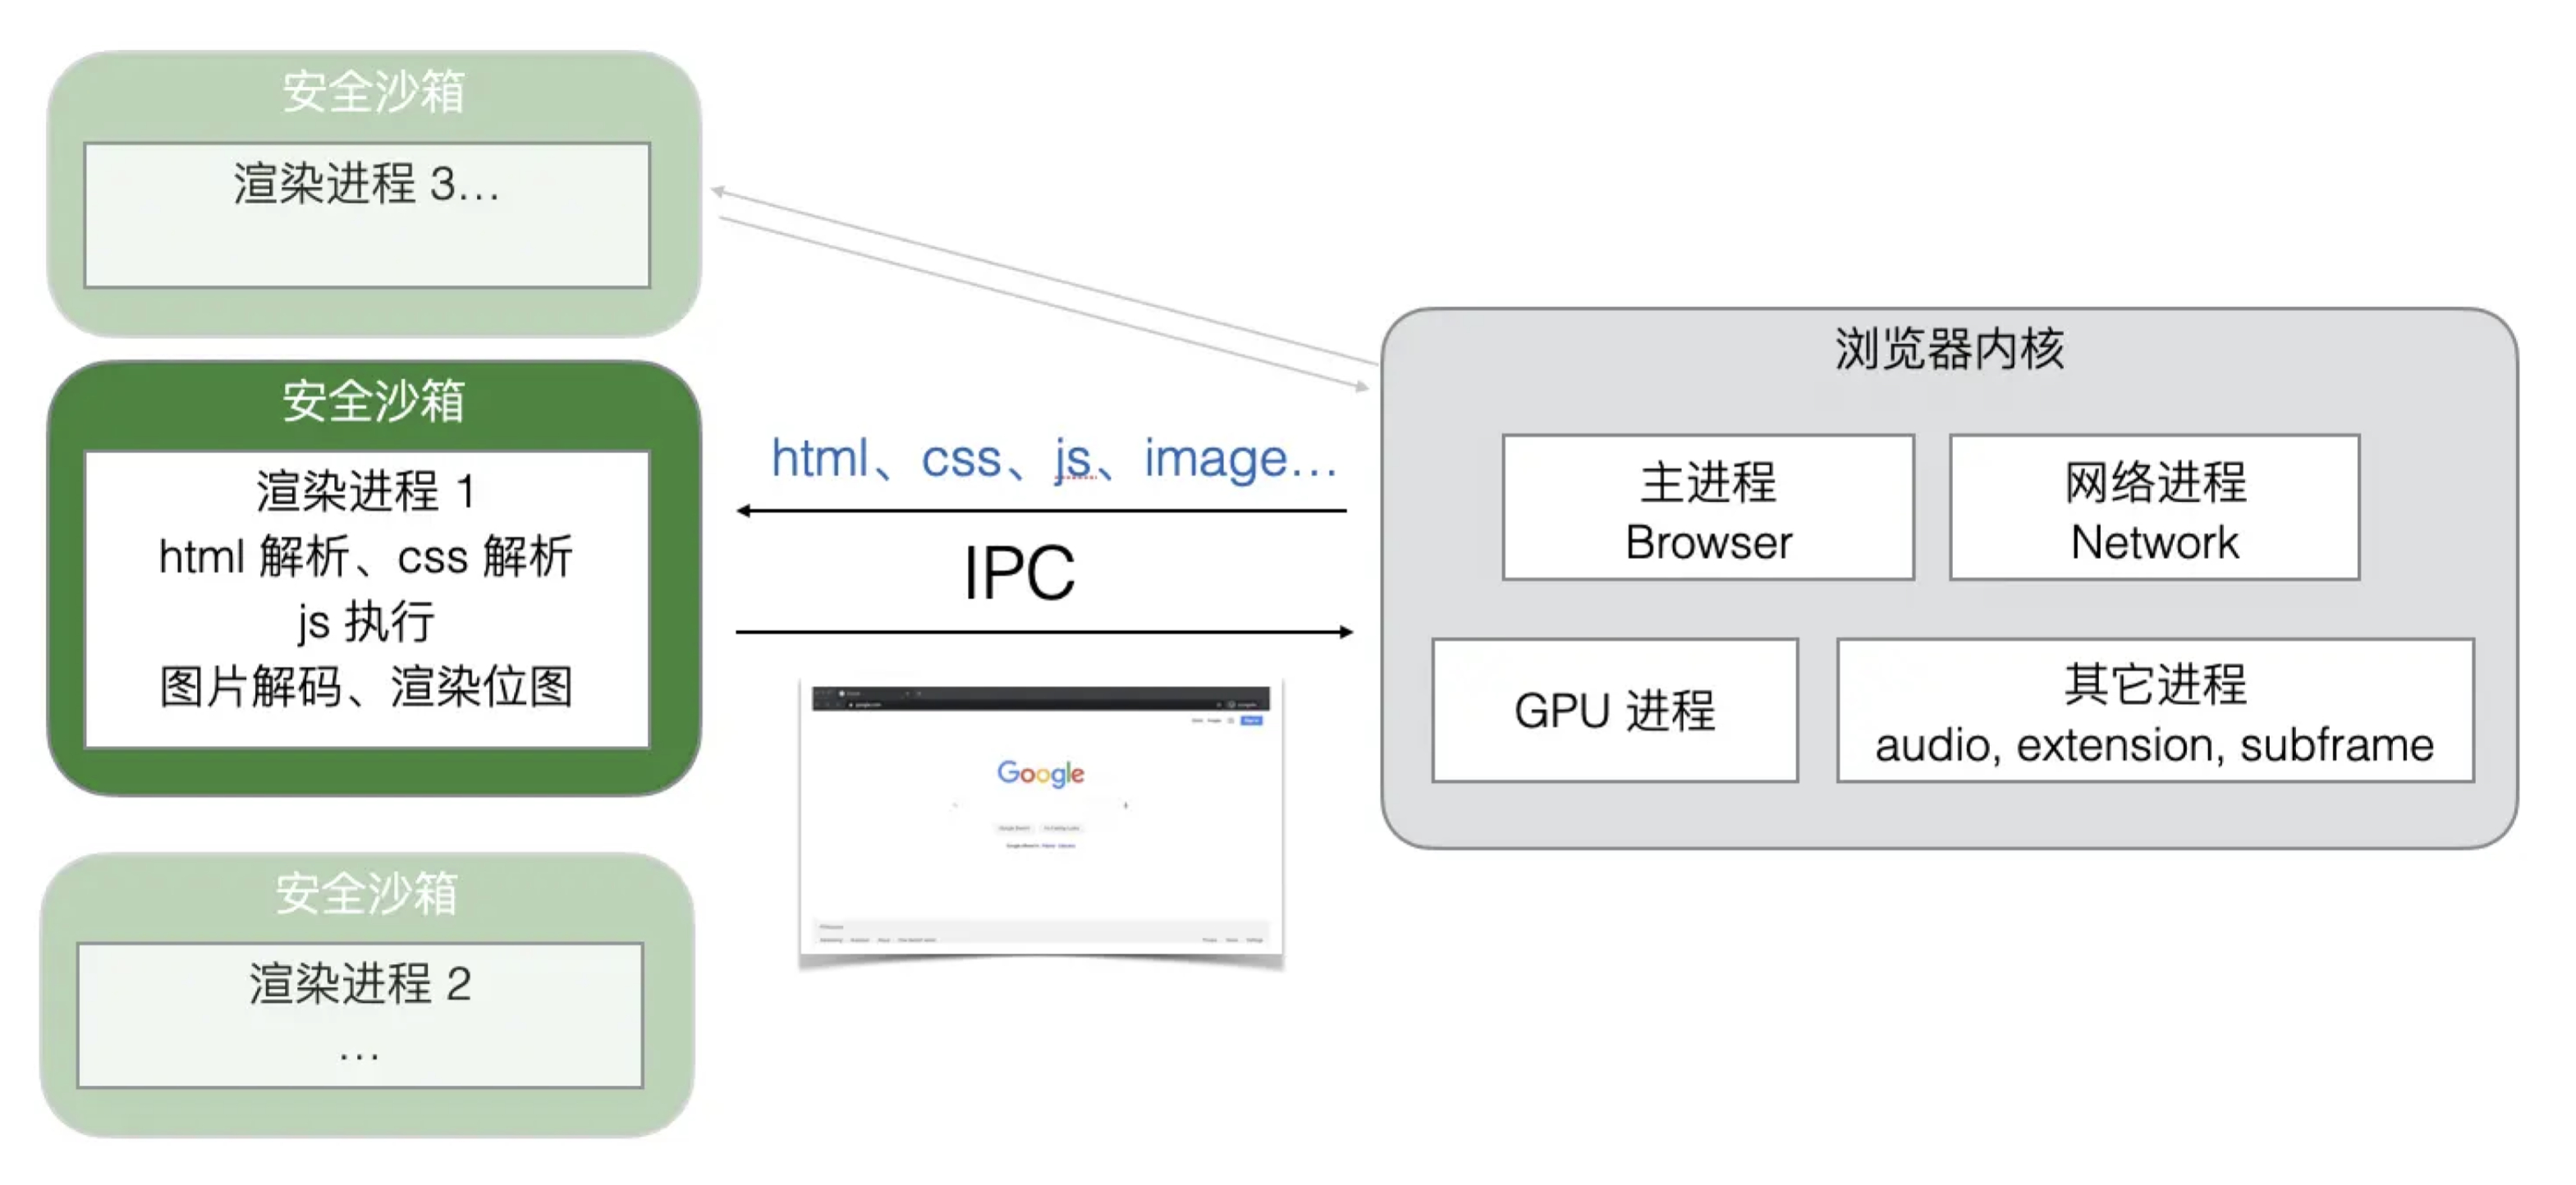 安全沙箱
渲染进程 3…
安全沙箱
渲染进程 1
html 解析、css 解析
js 执行
图片解码、渲染位图
安全沙箱
渲染进程 2
…
html、css、js、image…
IPC
Google
浏览器内核
主进程
Browser
网络进程
Network
GPU 进程
其它进程
audio, extension, subframe